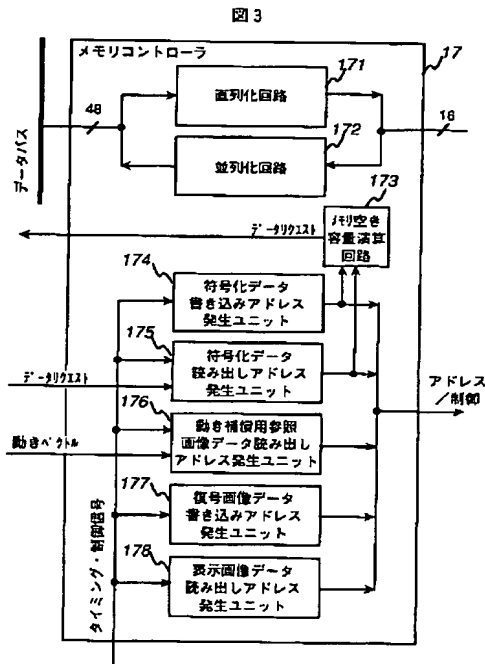 図3
メモリコントローラ
17
171
直列化回路
48
16
172
並列化回路
データバス
173
データリクエスト
メモリ空き
容量演算
回路
174
符号化データ
書き込みアドレス
発生ユニット
175
符号化データ
読み出しアドレス
発生ユニット
データリクエスト
アドレス
/制御
176
動き補償用参照
画像データ読み出し
アドレス発生ユニット
動きベクトル
177
復号画像データ
書き込みアドレス
発生ユニット
178
表示画像データ
読み出しアドレス
発生ユニット
タイミング・制御信号